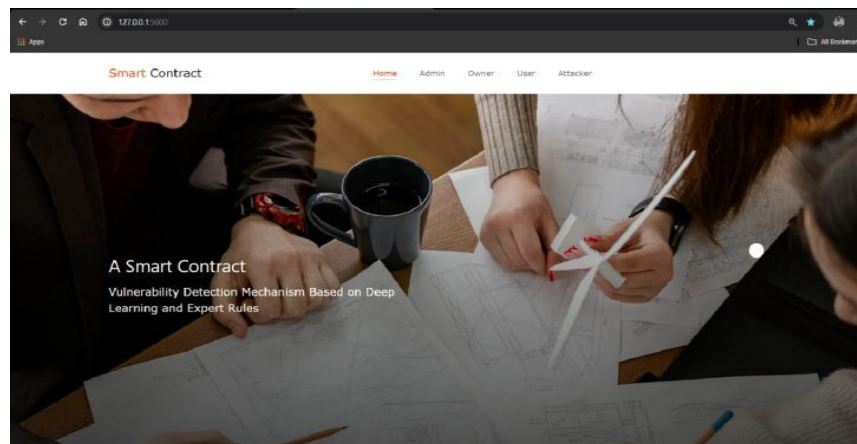 127.0.0.1:5000
Apps
All Bookmar
Smart Contract
Home Admin Owner User Attacker
A Smart Contract
Vulnerability Detection Mechanism Based on Deep
Learning and Expert Rules